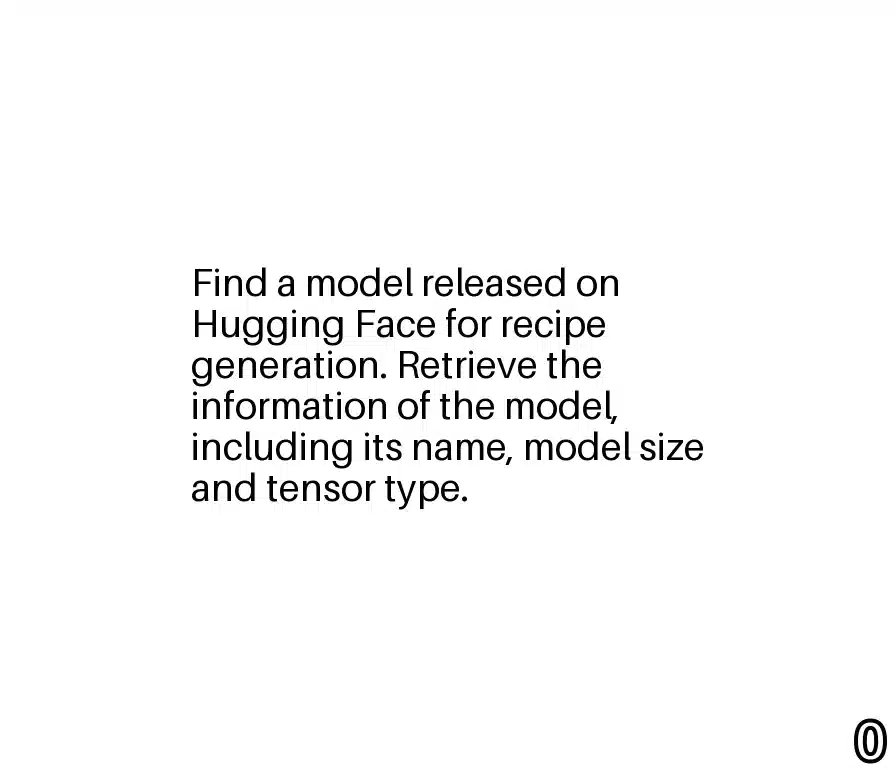 Find a model released on
Hugging Face for recipe
generation. Retrieve the
information of the model,
including its name, model size
and tensor type.
0